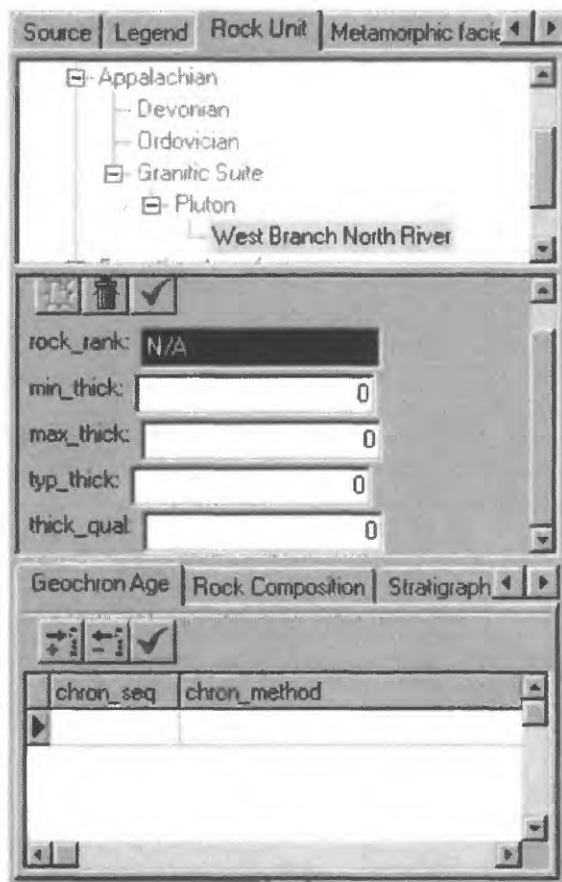 Source Legend Rock Unit Metamorphic facie
Appalachian
Devonian
Ordovician
Granitic Suite
Pluton
West Branch North River
rock_rank: N/A
min_thick: 0
max_thick: 0
typ_thick: 0
thick_qual: 0
Geochron Age Rock Composition Stratigraph
chron_seq chron_method